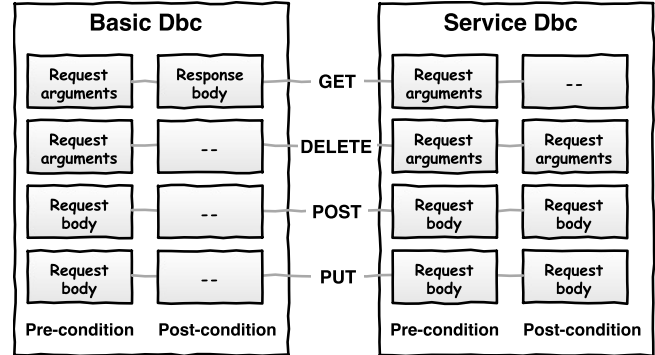 Basic Dbc
Service Dbc
Request
arguments
Response
body
GET
Request
arguments
--
Request
arguments
--
DELETE
Request
arguments
Request
arguments
Request
body
--
POST
Request
body
Request
body
Request
body
--
PUT
Request
body
Request
body
Pre-condition
Post-condition
Pre-condition
Post-condition